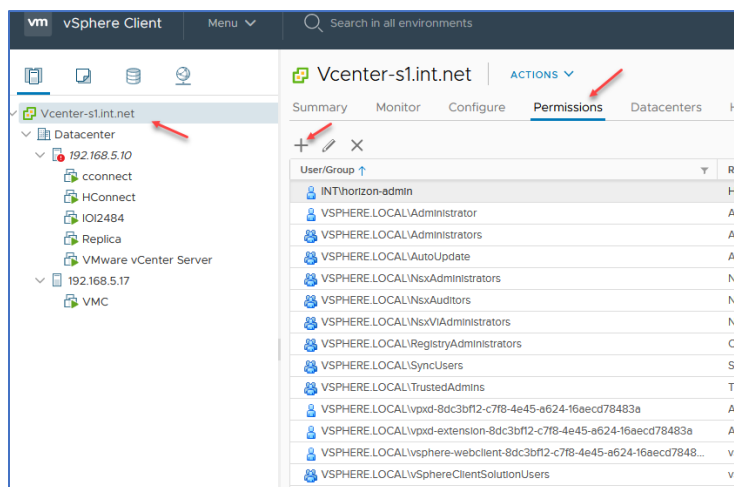 vm vSphere Client Menu Search in all environments
Vcenter-s1.int.net ACTIONS
Summary Monitor Configure Permissions Datacenters H
Vcenter-s1.int.net
Datacenter
192.168.5.10
cconnect
HConnect
IOI2484
Replica
VMware vCenter Server
192.168.5.17
VMC
User/Group R
INT\horizon-admin H
VSPHERE.LOCAL\Administrator A
VSPHERE.LOCAL\Administrators A
VSPHERE.LOCAL\AutoUpdate A
VSPHERE.LOCAL\NsxAdministrators N
VSPHERE.LOCAL\NsxAuditors N
VSPHERE.LOCAL\NsxViAdministrators N
VSPHERE.LOCAL\RegistryAdministrators C
VSPHERE.LOCAL\SyncUsers S
VSPHERE.LOCAL\TrustedAdmins T
VSPHERE.LOCAL\vpxd-8dc3bf12-c7f8-4e45-a624-16aecd78483a A
VSPHERE.LOCAL\vpxd-extension-8dc3bf12-c7f8-4e45-a624-16aecd78483a A
VSPHERE.LOCAL\vsphere-webclient-8dc3bf12-c7f8-4e45-a624-16aecd7848... v
VSPHERE.LOCAL\vSphereClientSolutionUsers v